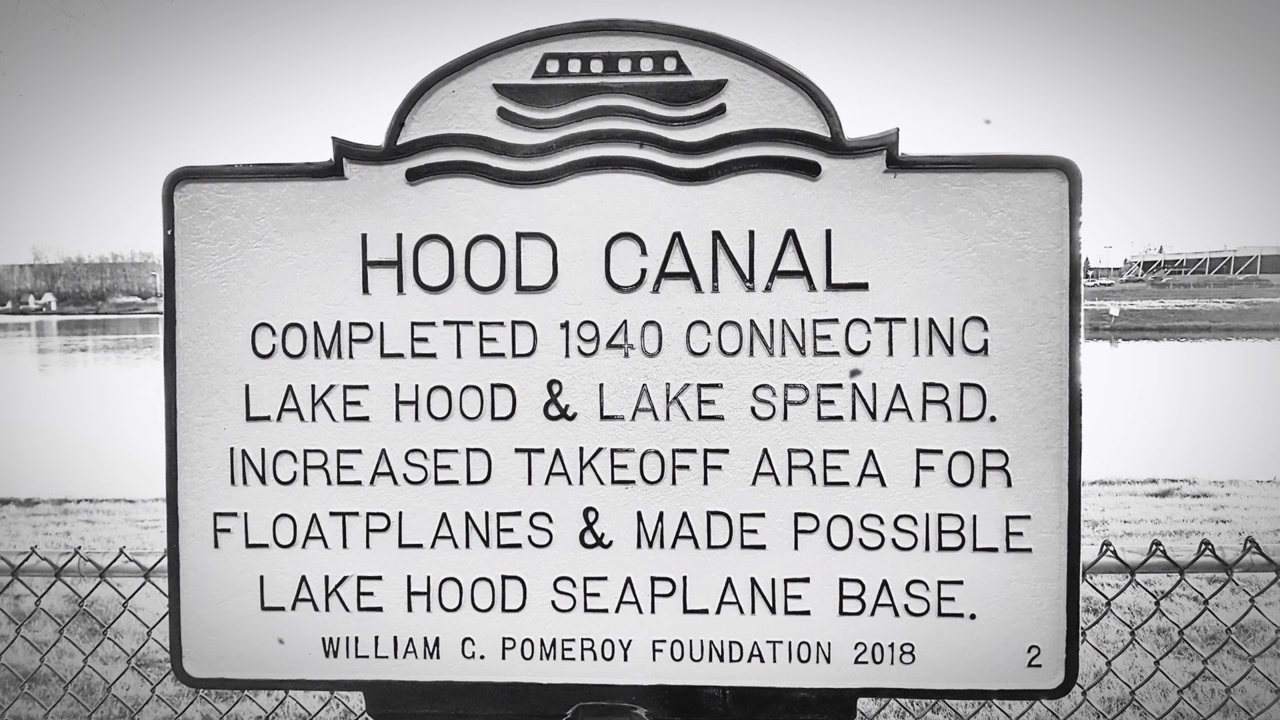 HOOD CANAL
COMPLETED 1940 CONNECTING
LAKE HOOD & LAKE SPENARD.
INCREASED TAKEOFF AREA FOR
FLOATPLANES & MADE POSSIBLE
LAKE HOOD SEAPLANE BASE.
WILLIAM G. POMEROY FOUNDATION 2018
2